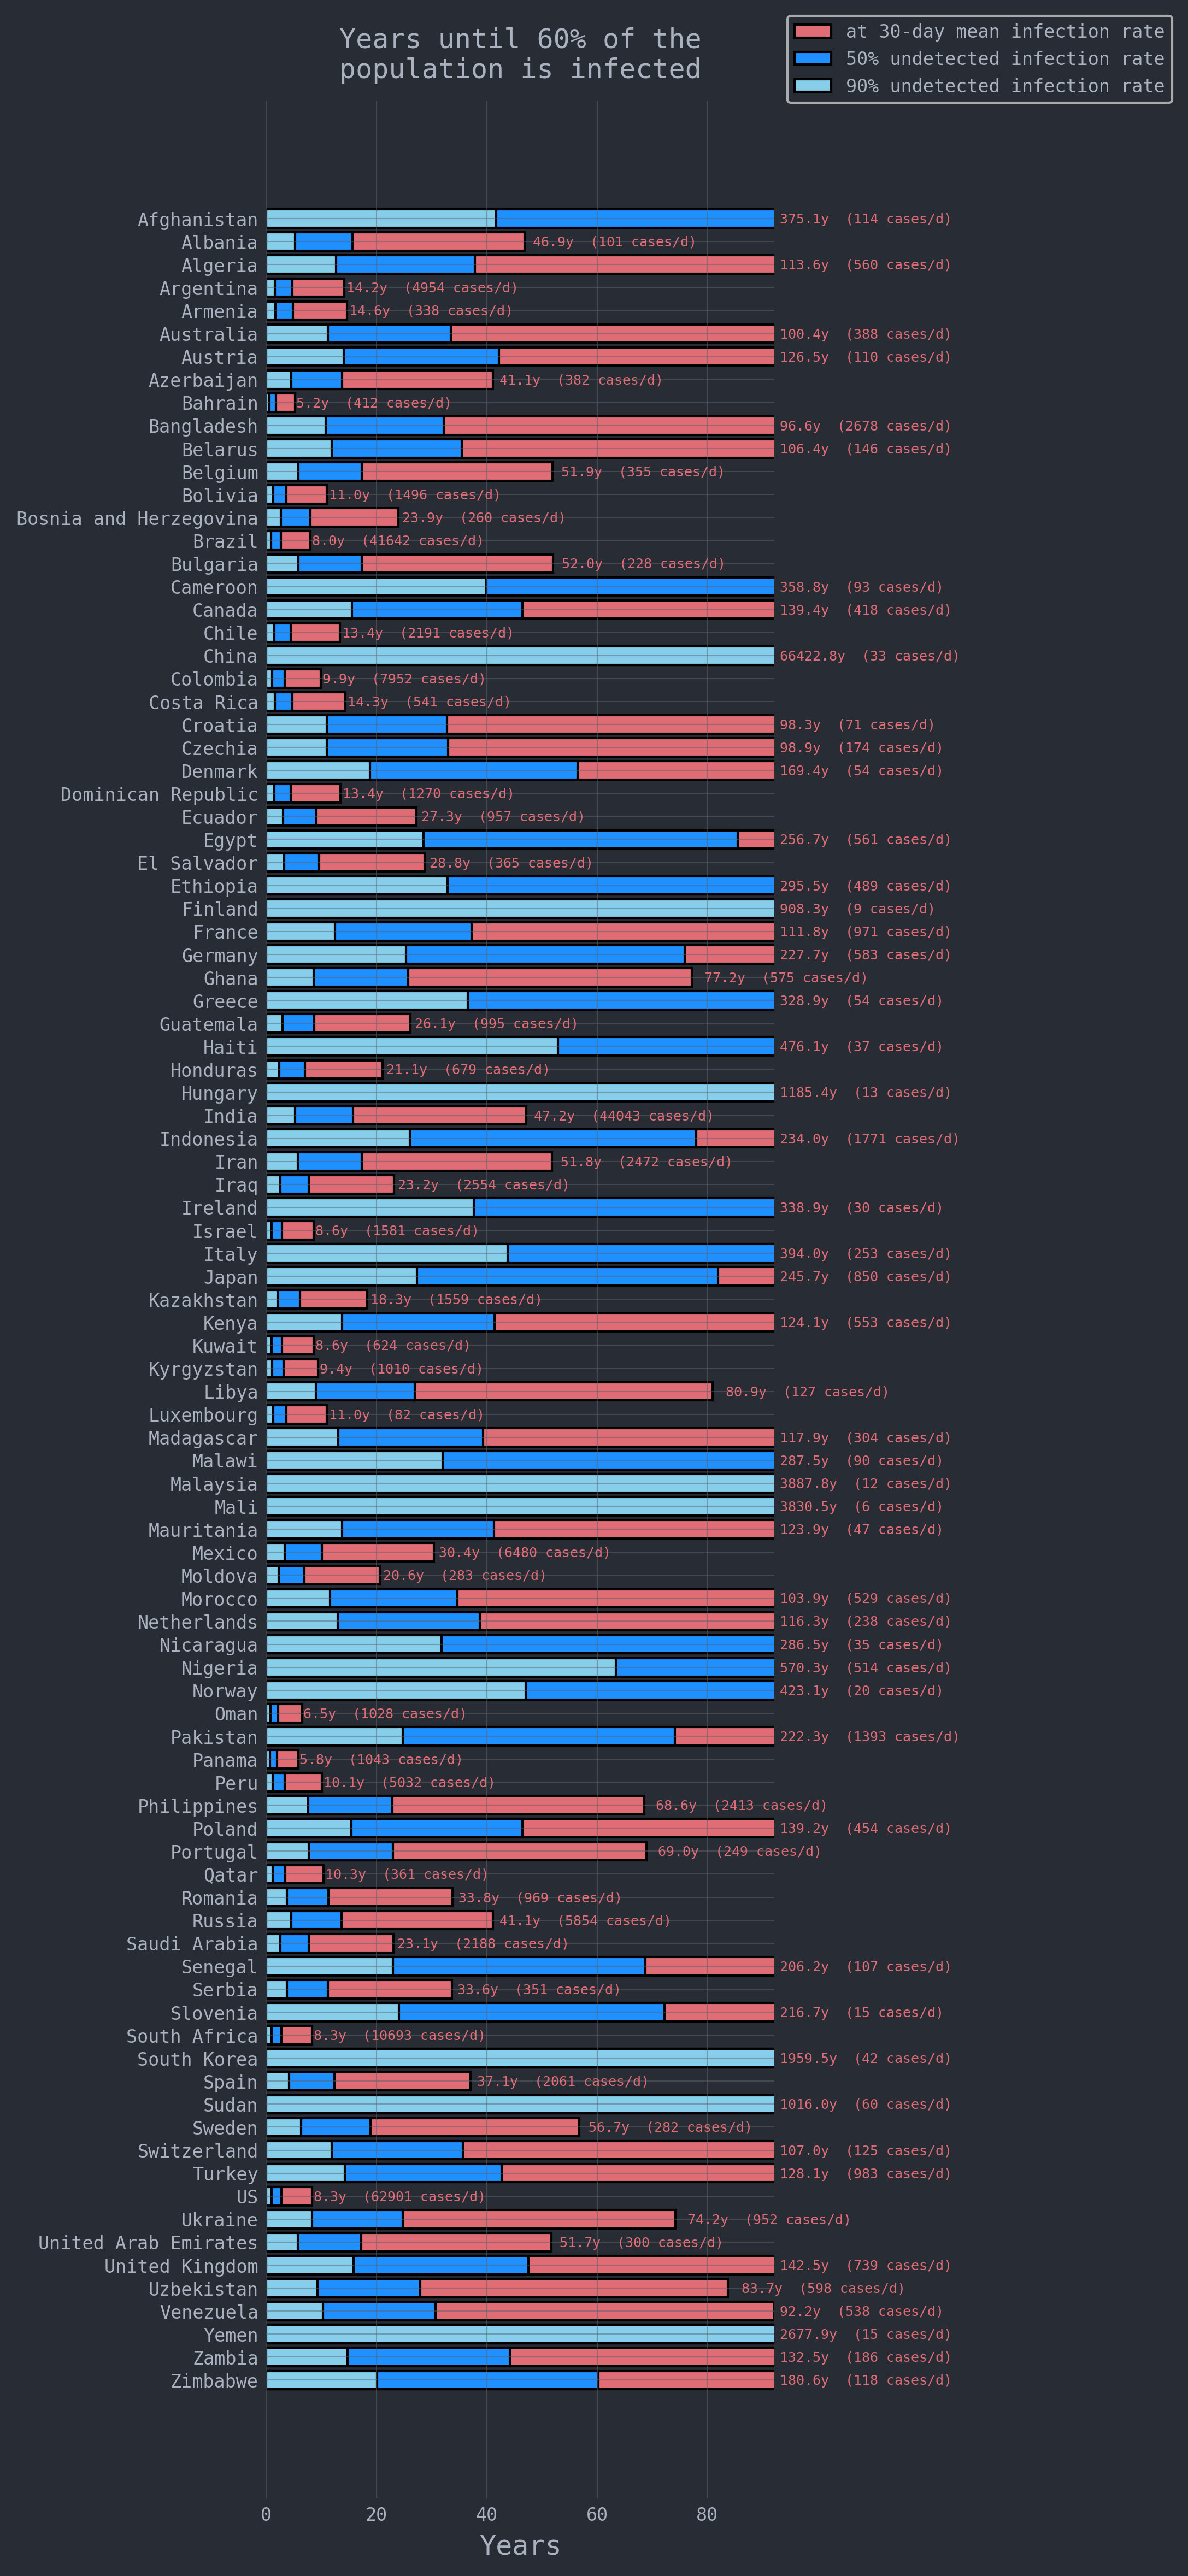 Years until 60% of the
population is infected
at 30-day mean infection rate
50% undetected infection rate
90% undetected infection rate
Afghanistan 375.1y (114 cases/d)
Albania 46.9y (101 cases/d)
Algeria 113.6y (560 cases/d)
Argentina 14.2y (4954 cases/d)
Armenia 14.6y (338 cases/d)
Australia 100.4y (388 cases/d)
Austria 126.5y (110 cases/d)
Azerbaijan 41.1y (382 cases/d)
Bahrain 5.2y (412 cases/d)
Bangladesh 96.6y (2678 cases/d)
Belarus 106.4y (146 cases/d)
Belgium 51.9y (355 cases/d)
Bolivia 11.0y (1496 cases/d)
Bosnia and Herzegovina 23.9y (260 cases/d)
Brazil 8.0y (41642 cases/d)
Bulgaria 52.0y (228 cases/d)
Cameroon 358.8y (93 cases/d)
Canada 139.4y (418 cases/d)
Chile 13.4y (2191 cases/d)
China 66422.8y (33 cases/d)
Colombia 9.9y (7952 cases/d)
Costa Rica 14.3y (541 cases/d)
Croatia 98.3y (71 cases/d)
Czechia 98.9y (174 cases/d)
Denmark 169.4y (54 cases/d)
Dominican Republic 13.4y (1270 cases/d)
Ecuador 27.3y (957 cases/d)
Egypt 256.7y (561 cases/d)
El Salvador 28.8y (365 cases/d)
Ethiopia 295.5y (489 cases/d)
Finland 908.3y (9 cases/d)
France 111.8y (971 cases/d)
Germany 227.7y (583 cases/d)
Ghana 77.2y (575 cases/d)
Greece 328.9y (54 cases/d)
Guatemala 26.1y (995 cases/d)
Haiti 476.1y (37 cases/d)
Honduras 21.1y (679 cases/d)
Hungary 1185.4y (13 cases/d)
India 47.2y (44043 cases/d)
Indonesia 234.0y (1771 cases/d)
Iran 51.8y (2472 cases/d)
Iraq 23.2y (2554 cases/d)
Ireland 338.9y (30 cases/d)
Israel 8.6y (1581 cases/d)
Italy 394.0y (253 cases/d)
Japan 245.7y (850 cases/d)
Kazakhstan 18.3y (1559 cases/d)
Kenya 124.1y (553 cases/d)
Kuwait 8.6y (624 cases/d)
Kyrgyzstan 9.4y (1010 cases/d)
Libya 80.9y (127 cases/d)
Luxembourg 11.0y (82 cases/d)
Madagascar 117.9y (304 cases/d)
Malawi 287.5y (90 cases/d)
Malaysia 3887.8y (12 cases/d)
Mali 3830.5y (6 cases/d)
Mauritania 123.9y (47 cases/d)
Mexico 30.4y (6480 cases/d)
Moldova 20.6y (283 cases/d)
Morocco 103.9y (529 cases/d)
Netherlands 116.3y (238 cases/d)
Nicaragua 286.5y (35 cases/d)
Nigeria 570.3y (514 cases/d)
Norway 423.1y (20 cases/d)
Oman 6.5y (1028 cases/d)
Pakistan 222.3y (1393 cases/d)
Panama 5.8y (1043 cases/d)
Peru 10.1y (5032 cases/d)
Philippines 68.6y (2413 cases/d)
Poland 139.2y (454 cases/d)
Portugal 69.0y (249 cases/d)
Qatar 10.3y (361 cases/d)
Romania 33.8y (969 cases/d)
Russia 41.1y (5854 cases/d)
Saudi Arabia 23.1y (2188 cases/d)
Senegal 206.2y (107 cases/d)
Serbia 33.6y (351 cases/d)
Slovenia 216.7y (15 cases/d)
South Africa 8.3y (10693 cases/d)
South Korea 1959.5y (42 cases/d)
Spain 37.1y (2061 cases/d)
Sudan 1016.0y (60 cases/d)
Sweden 56.7y (282 cases/d)
Switzerland 107.0y (125 cases/d)
Turkey 128.1y (983 cases/d)
US 8.3y (62901 cases/d)
Ukraine 74.2y (952 cases/d)
United Arab Emirates 51.7y (300 cases/d)
United Kingdom 142.5y (739 cases/d)
Uzbekistan 83.7y (598 cases/d)
Venezuela 92.2y (538 cases/d)
Yemen 2677.9y (15 cases/d)
Zambia 132.5y (186 cases/d)
Zimbabwe 180.6y (118 cases/d)
0 20 40 60 80
Years